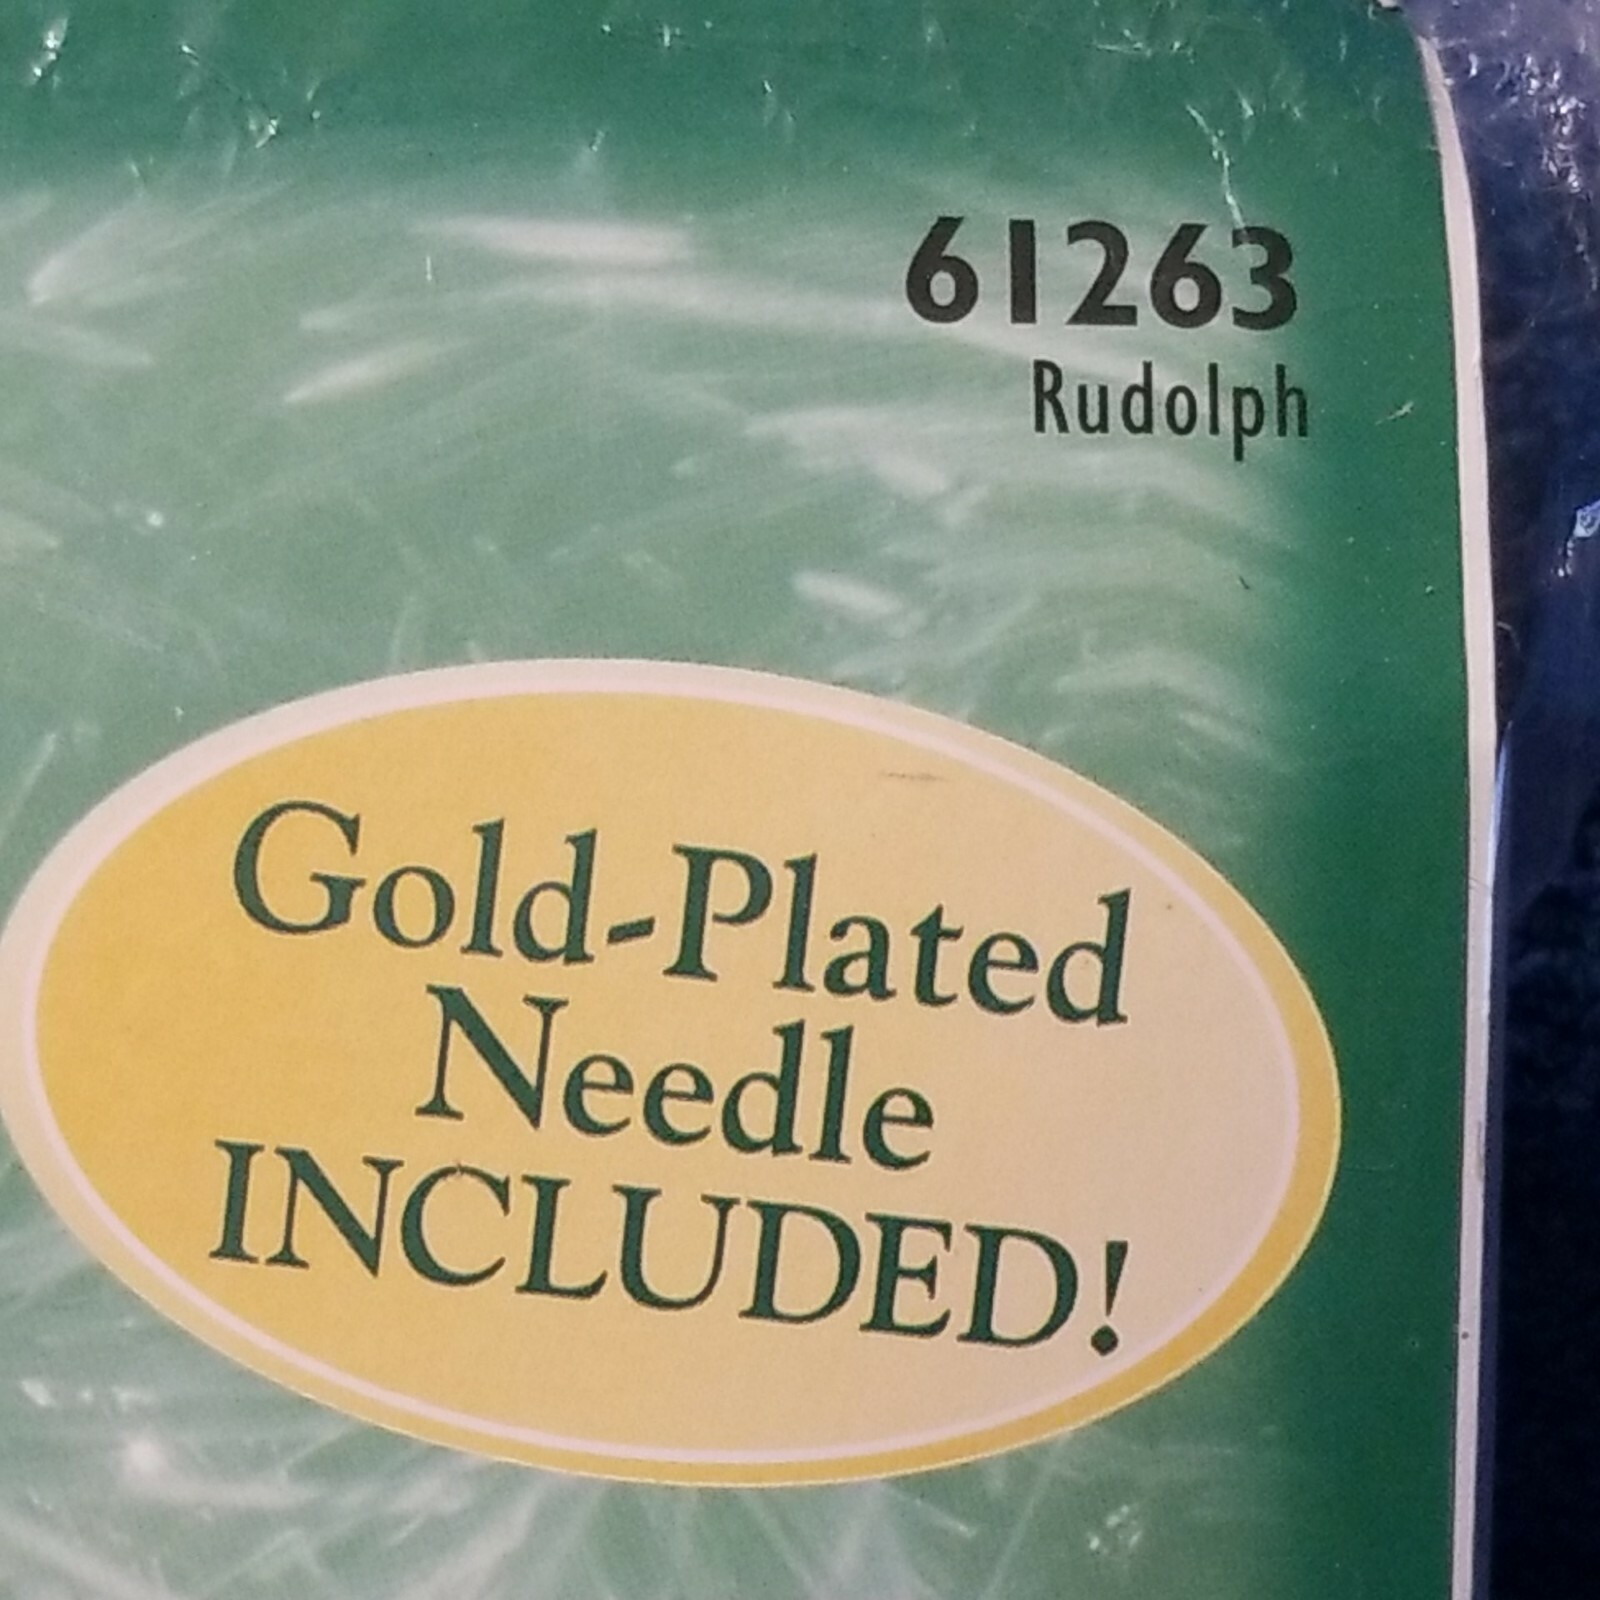 61263
Rudolph
Gold-Plated
Needle
INCLUDED!